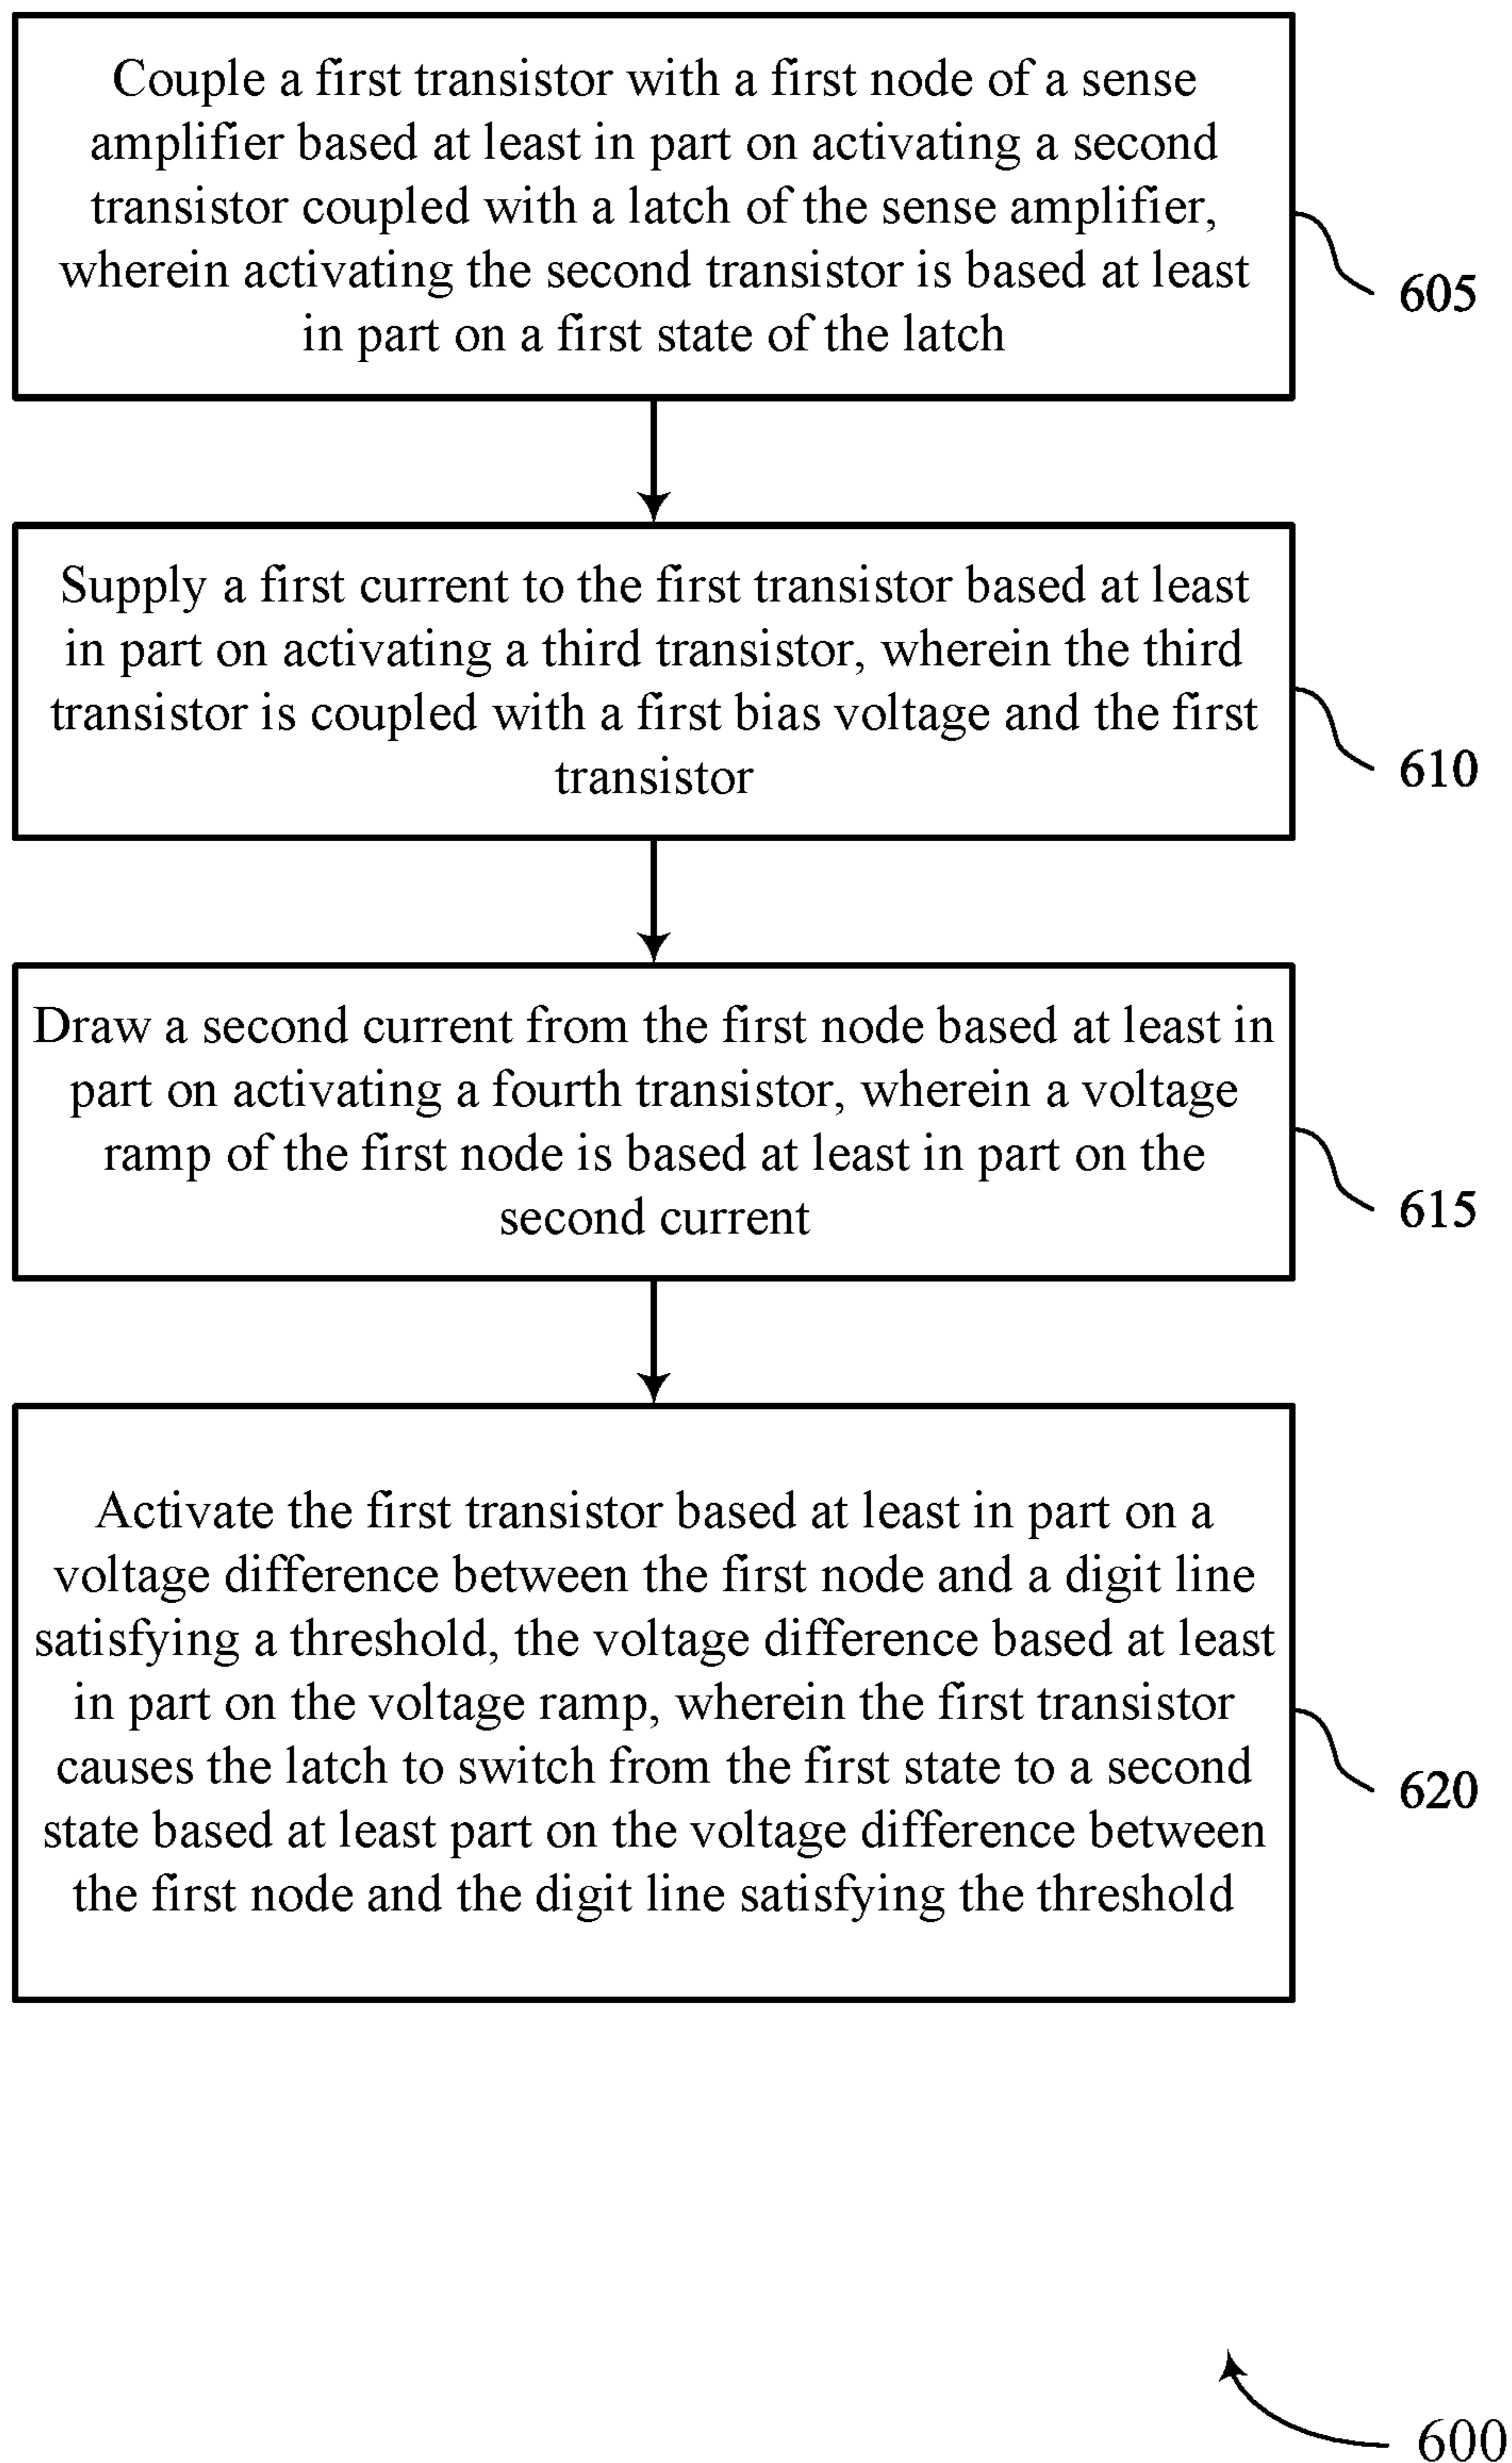 Couple a first transistor with a first node of a sense
amplifier based at least in part on activating a second
transistor coupled with a latch of the sense amplifier,
wherein activating the second transistor is based at least
in part on a first state of the latch
605
Supply a first current to the first transistor based at least
in part on activating a third transistor, wherein the third
transistor is coupled with a first bias voltage and the first
transistor
610
Draw a second current from the first node based at least in
part on activating a fourth transistor, wherein a voltage
ramp of the first node is based at least in part on the
second current
615
Activate the first transistor based at least in part on a
voltage difference between the first node and a digit line
satisfying a threshold, the voltage difference based at least
in part on the voltage ramp, wherein the first transistor
causes the latch to switch from the first state to a second
state based at least part on the voltage difference between
the first node and the digit line satisfying the threshold
620
600